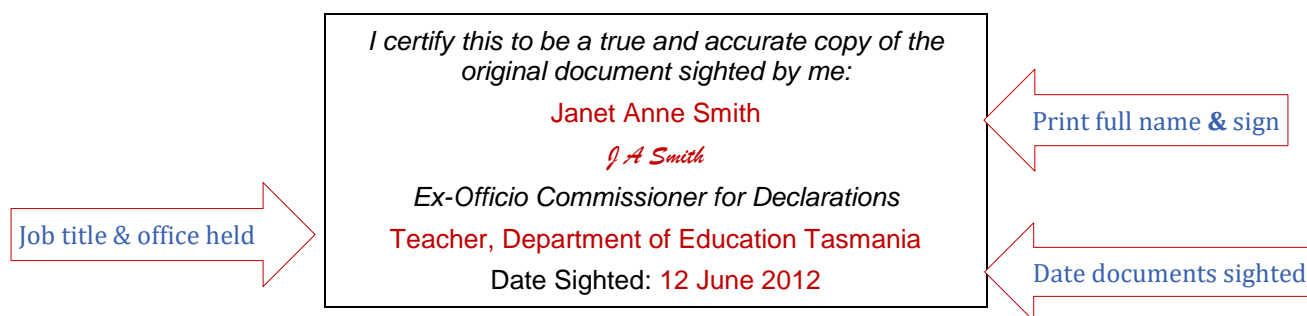 I certify this to be a true and accurate copy of the
original document sighted by me:
Janet Anne Smith
J A Smith
Ex-Officio Commissioner for Declarations
Teacher, Department of Education Tasmania
Date Sighted: 12 June 2012
Job title & office held
Print full name & sign
Date documents sighted